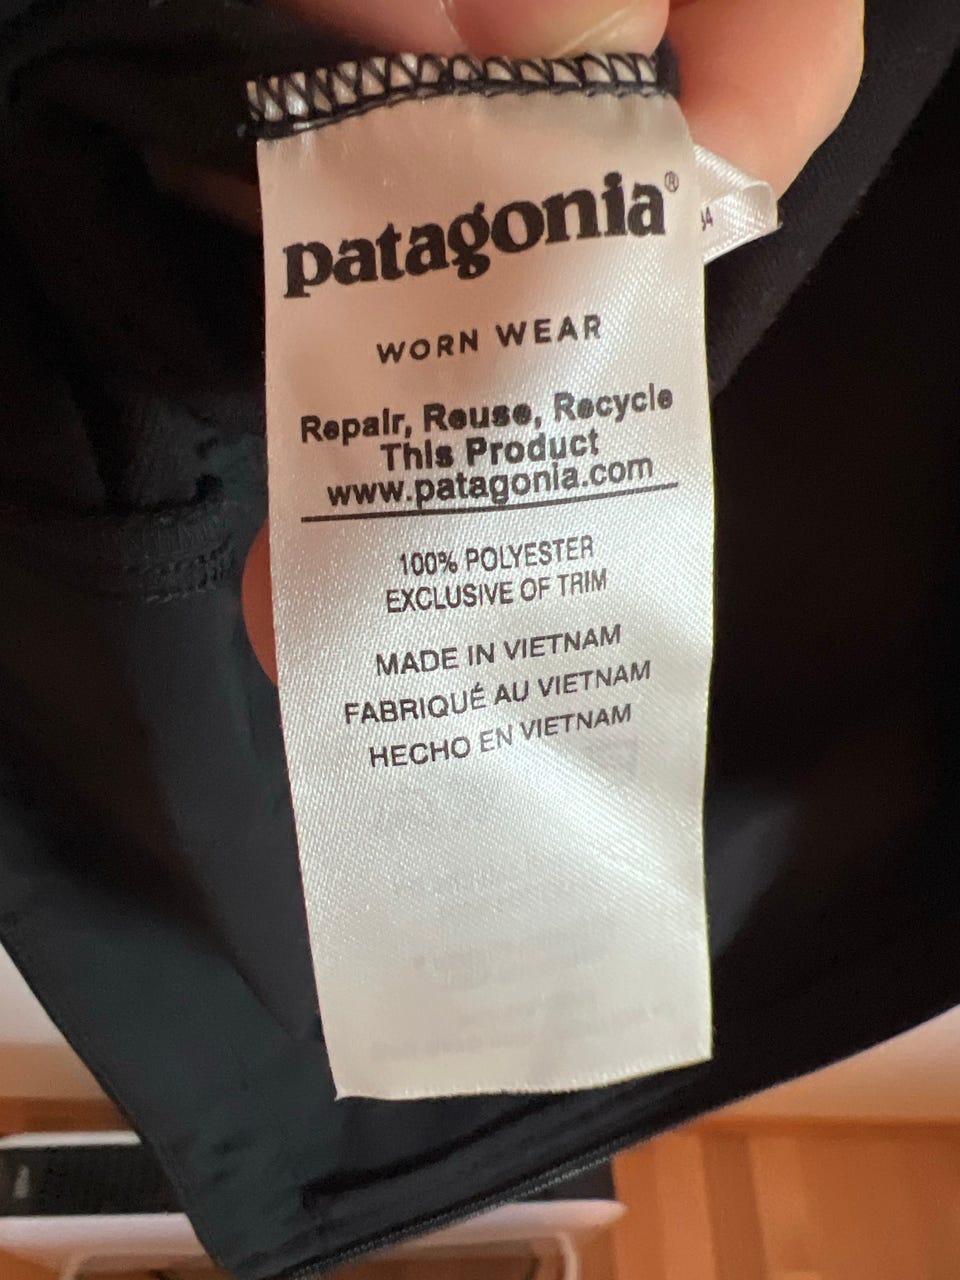 patagonia®
WORN WEAR
Repair, Reuse, Recycle
This Product
www.patagonia.com
100% POLYESTER
EXCLUSIVE OF TRIM
MADE IN VIETNAM
FABRIQUÉ AU VIETNAM
HECHO EN VIETNAM